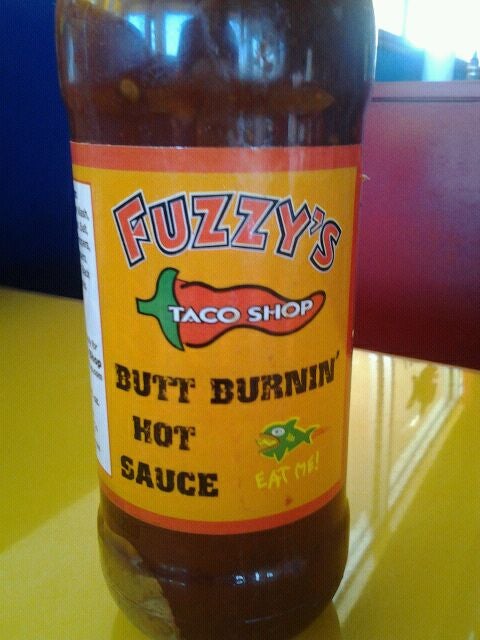 FUZZY'S
TACO SHOP
BUTT BURNIN'
HOT
SAUCE
EAT ME!